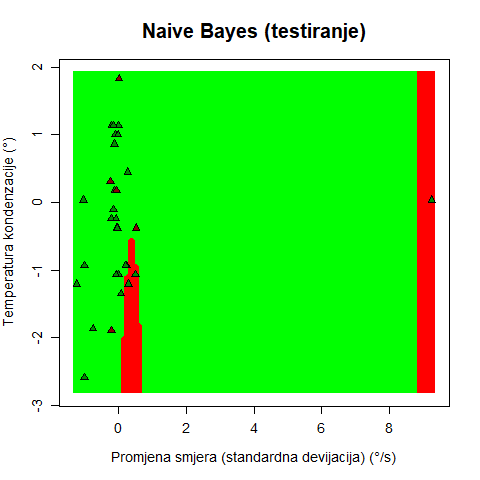 Naive Bayes (testiranje)
Temperatura kondenzacije (°)
2
1
0
-1
-2
-3
0 2 4 6 8
Promjena smjera (standardna devijacija) (°/s)